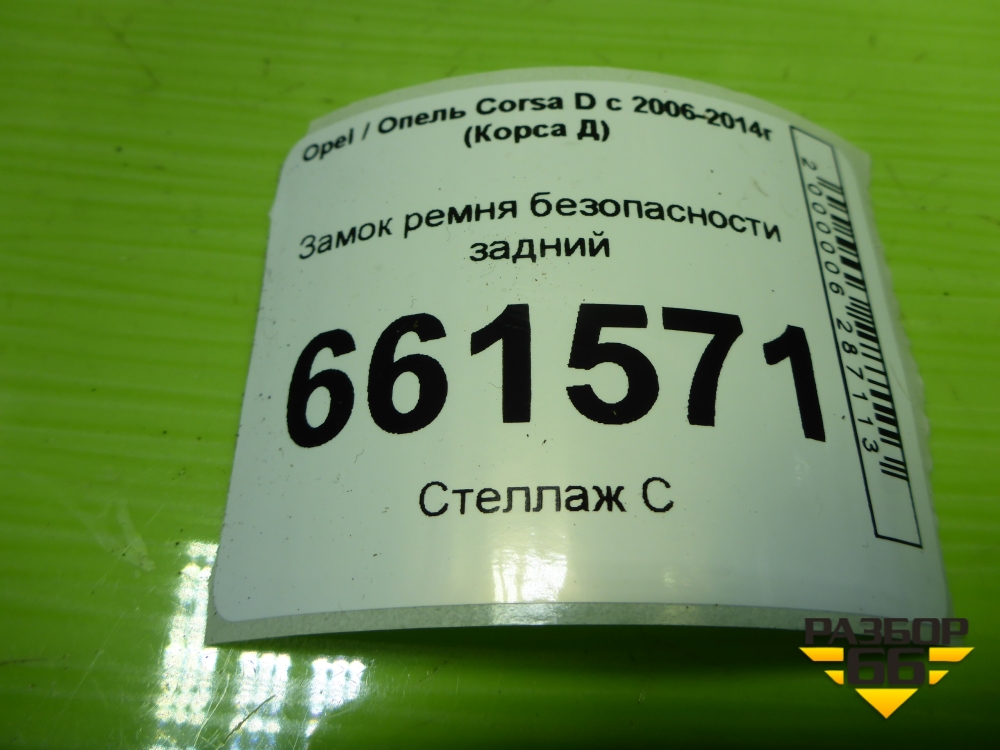 Opel / Опель Corsa D с 2006-2014г
(Корса Д)
Замок ремня безопасности
задний
661571
Стеллаж С
2000006287113
РАЗБОР
66